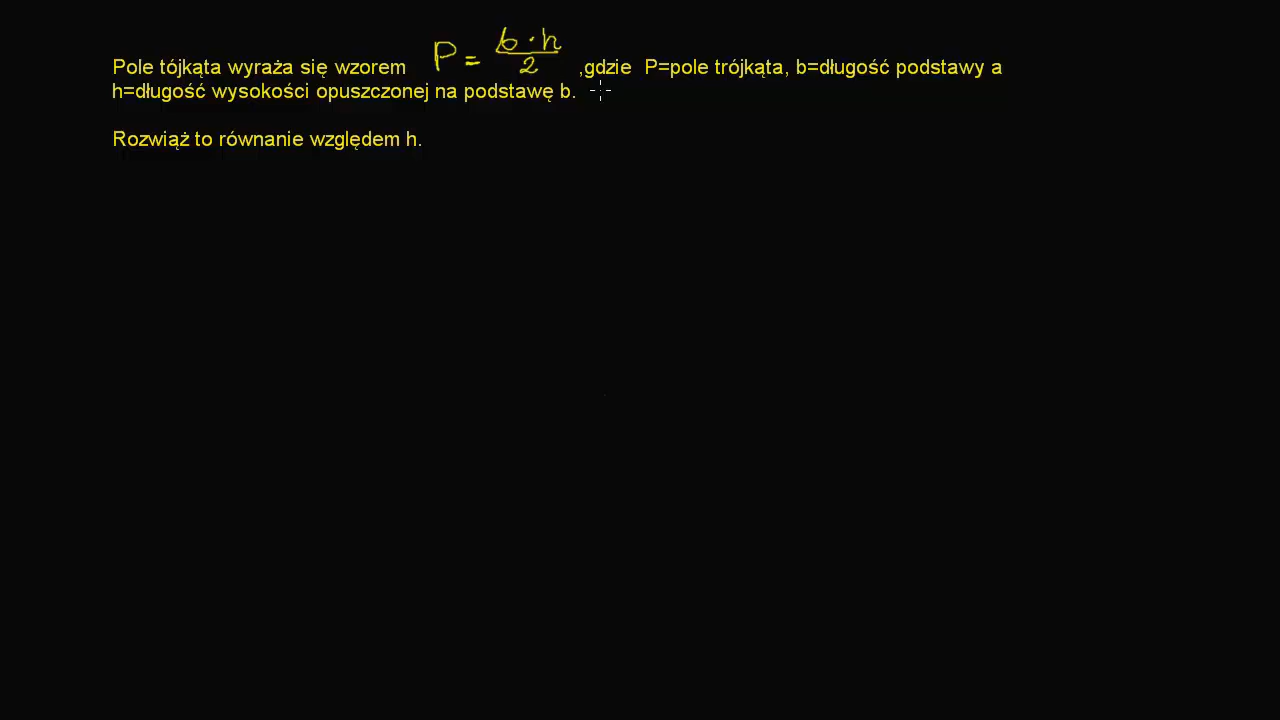 Pole tójkąta wyraża się wzorem P = b · h / 2 ,gdzie P=pole trójkąta, b=długość podstawy a
h=długość wysokości opuszczonej na podstawę b.
Rozwiąż to równanie względem h.